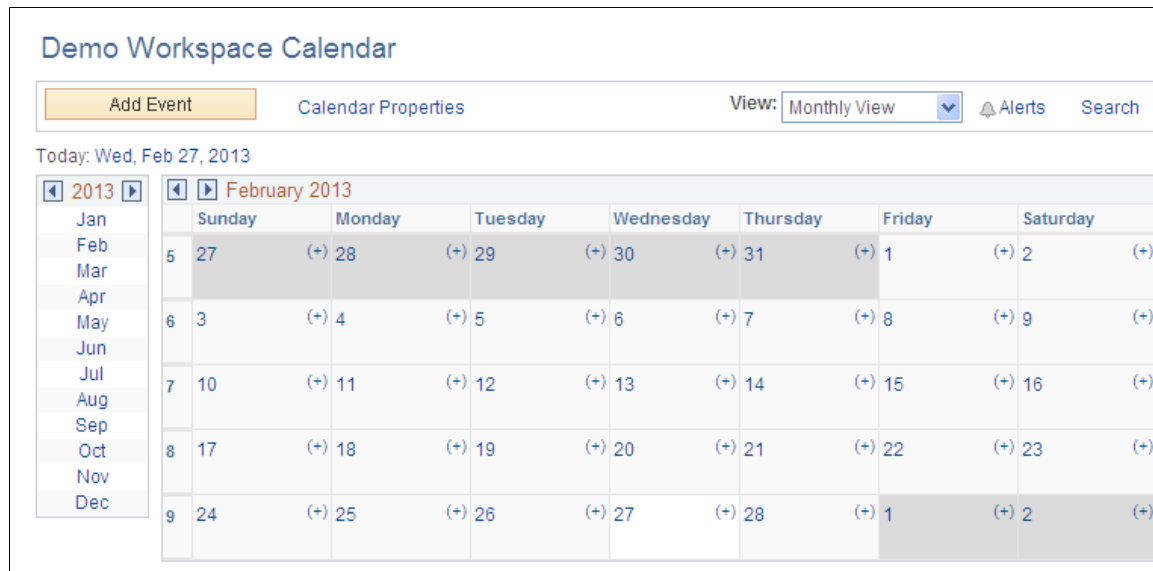 Demo Workspace Calendar
Add Event Calendar Properties View: Monthly View Alerts Search
Today: Wed, Feb 27, 2013
2013
Jan
Feb
Mar
Apr
May
Jun
Jul
Aug
Sep
Oct
Nov
Dec
February 2013
Sunday Monday Tuesday Wednesday Thursday Friday Saturday
5 27 (+) 28 (+) 29 (+) 30 (+) 31 (+) 1 (+) 2 (+)
6 3 (+) 4 (+) 5 (+) 6 (+) 7 (+) 8 (+) 9 (+)
7 10 (+) 11 (+) 12 (+) 13 (+) 14 (+) 15 (+) 16 (+)
8 17 (+) 18 (+) 19 (+) 20 (+) 21 (+) 22 (+) 23 (+)
9 24 (+) 25 (+) 26 (+) 27 (+) 28 (+) 1 (+) 2 (+)